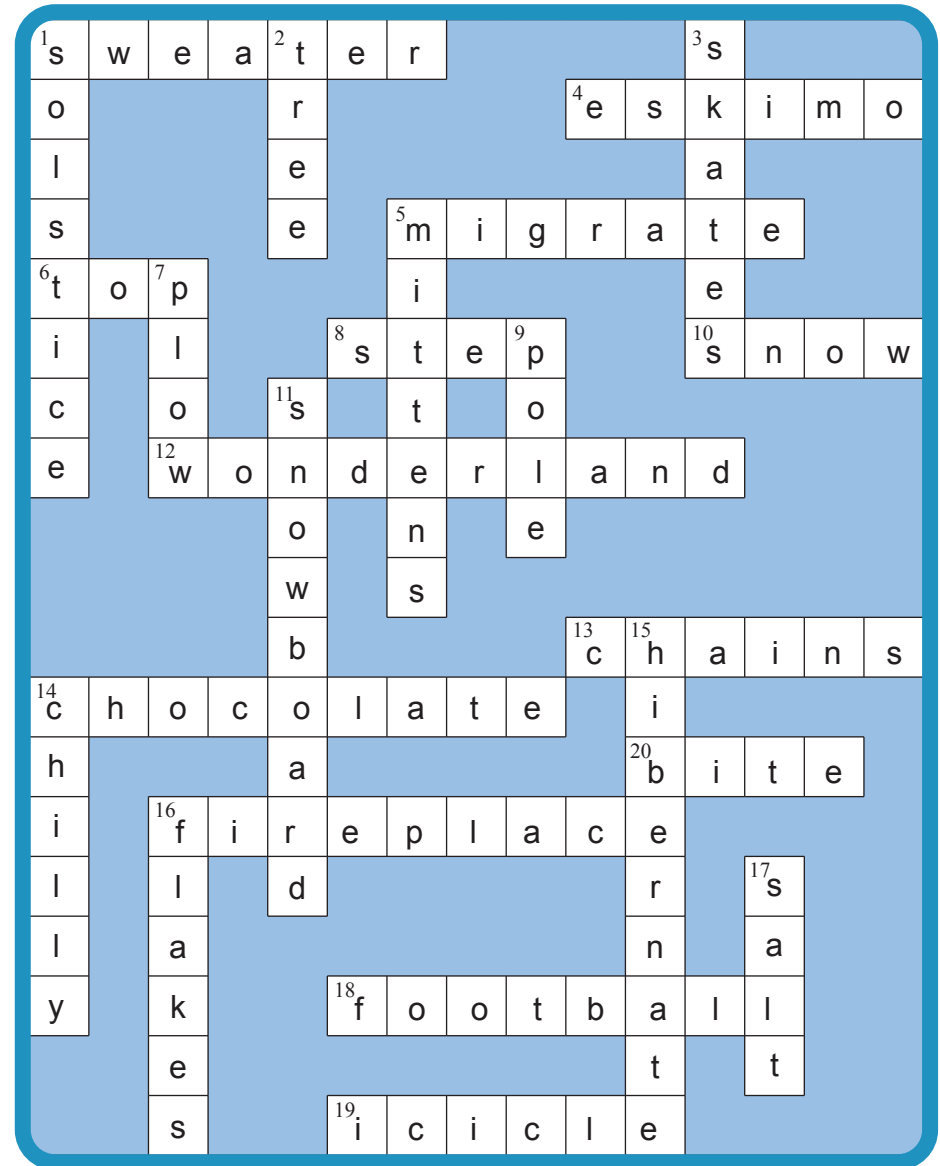 1 s w e a 2 t e r 3 s
o r 4 e s k i m o
l e a
s e 5 m i g r a t e
6 t o 7 p i e
i l 8 s t e 9 p 10 s n o w
c o 11 s t o
e 12 w o n d e r l a n d
o n e
w s
b 13 c 15 h a i n s
14 c h o c o l a t e i
h a 20 b i t e
i 16 f i r e p l a c e
l l d r 17 s
l a n a
y k 18 f o o t b a l l
e t t
s 19 i c i c l e